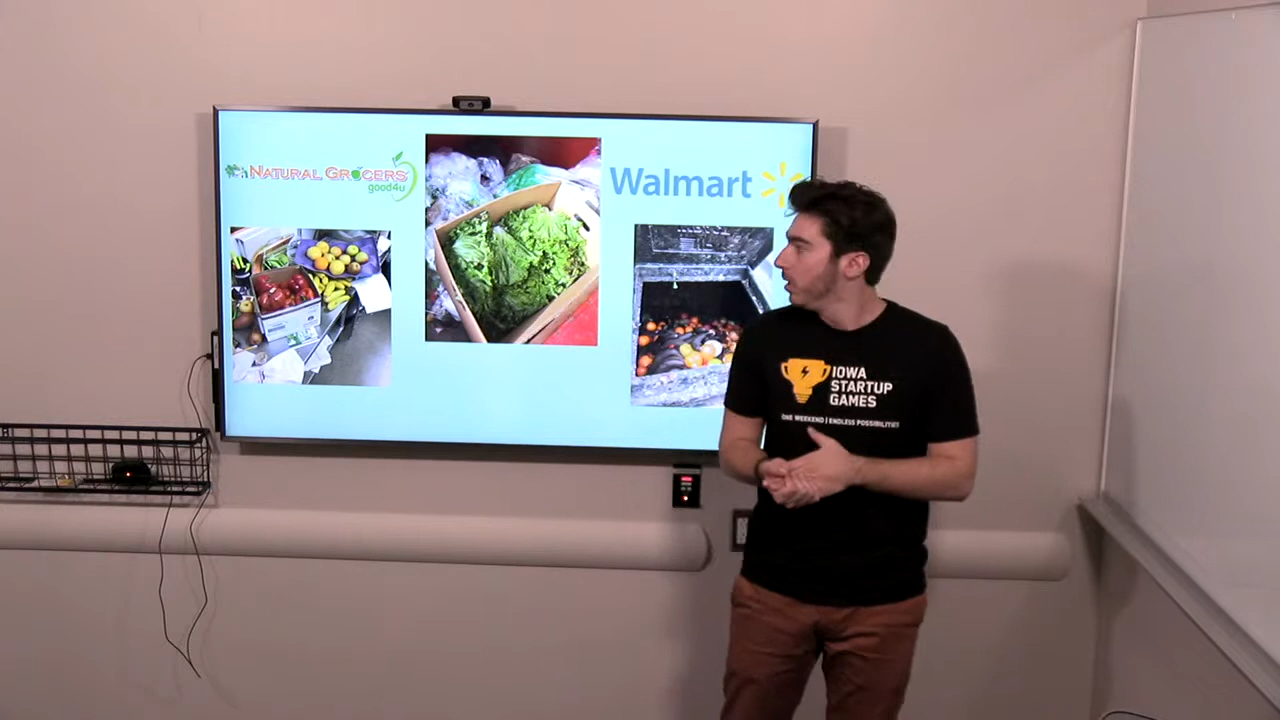 NATURAL GROCERS
good4u
Walmart
IOWA
STARTUP
GAMES
ONE WEEKEND | ENDLESS POSSIBILITIES